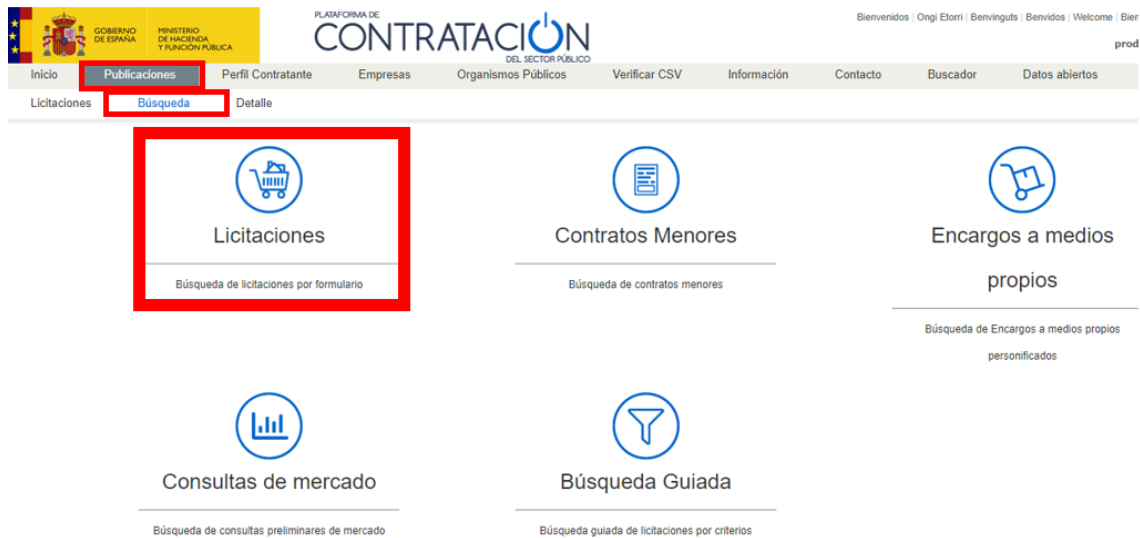 GOBIERNO
DE ESPAÑA
MINISTERIO
DE HACIENDA
Y FUNCIÓN PÚBLICA
PLATAFORMA DE
CONTRATACIÓN
DEL SECTOR PÚBLICO
Bienvenidos | Ongi Etorri | Benvinguts | Benvidos | Welcome | Bien
prod
Inicio Publicaciones Perfil Contratante Empresas Organismos Públicos Verificar CSV Información Contacto Buscador Datos abiertos
Licitaciones Búsqueda Detalle
Licitaciones
Búsqueda de licitaciones por formulario
Contratos Menores
Búsqueda de contratos menores
Encargos a medios
propios
Búsqueda de Encargos a medios propios
personificados
Consultas de mercado
Búsqueda de consultas preliminares de mercado
Búsqueda Guiada
Búsqueda guiada de licitaciones por criterios